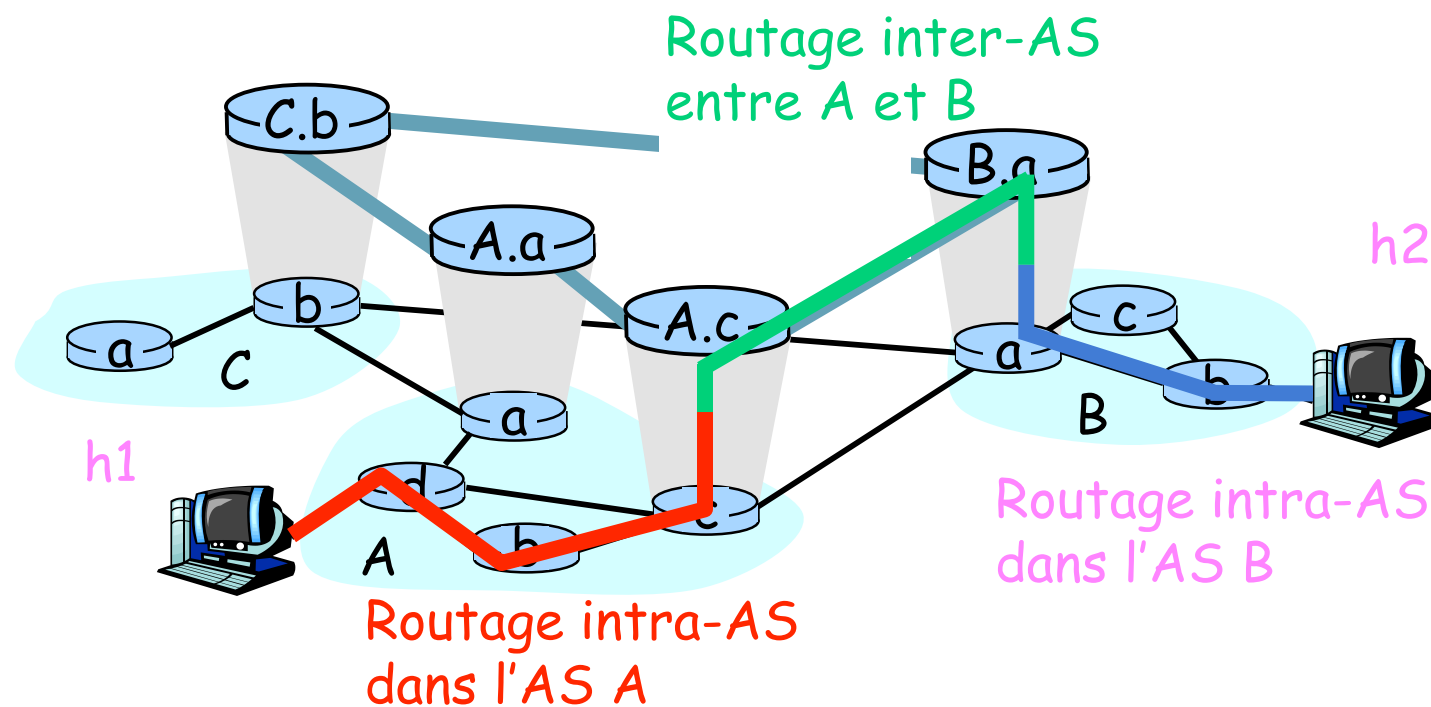 Routage inter-AS
entre A et B
C.b
B.a
A.a
h2
A.c
b
c
a
C
a
b
B
a
h1
d
c
Routage intra-AS
dans l'AS B
b
A
Routage intra-AS
dans l'AS A